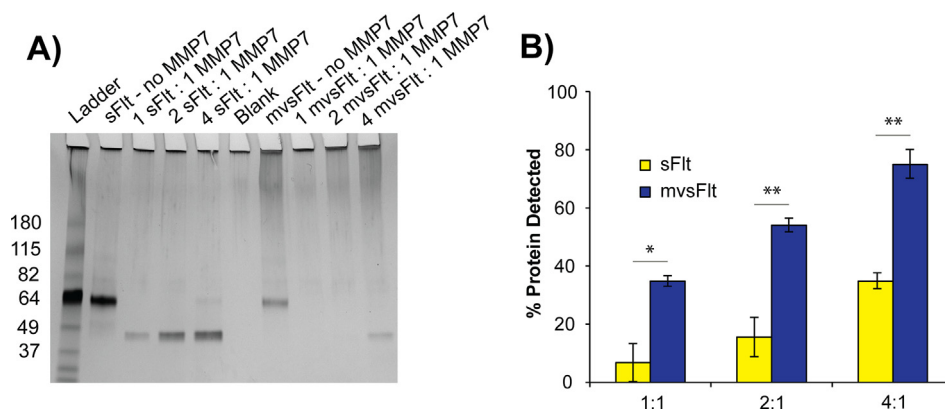 A)
Ladder
sFlt - no MMP7
1 sFlt : 1 MMP7
2 sFlt : 1 MMP7
4 sFlt : 1 MMP7
Blank
mvsFlt - no MMP7
1 mvsFlt : 1 MMP7
2 mvsFlt : 1 MMP7
4 mvsFlt : 1 MMP7
180
115
82
64
49
37
B)
% Protein Detected
100
80
60
40
20
0
sFlt
mvsFlt
*
**
**
1:1
2:1
4:1